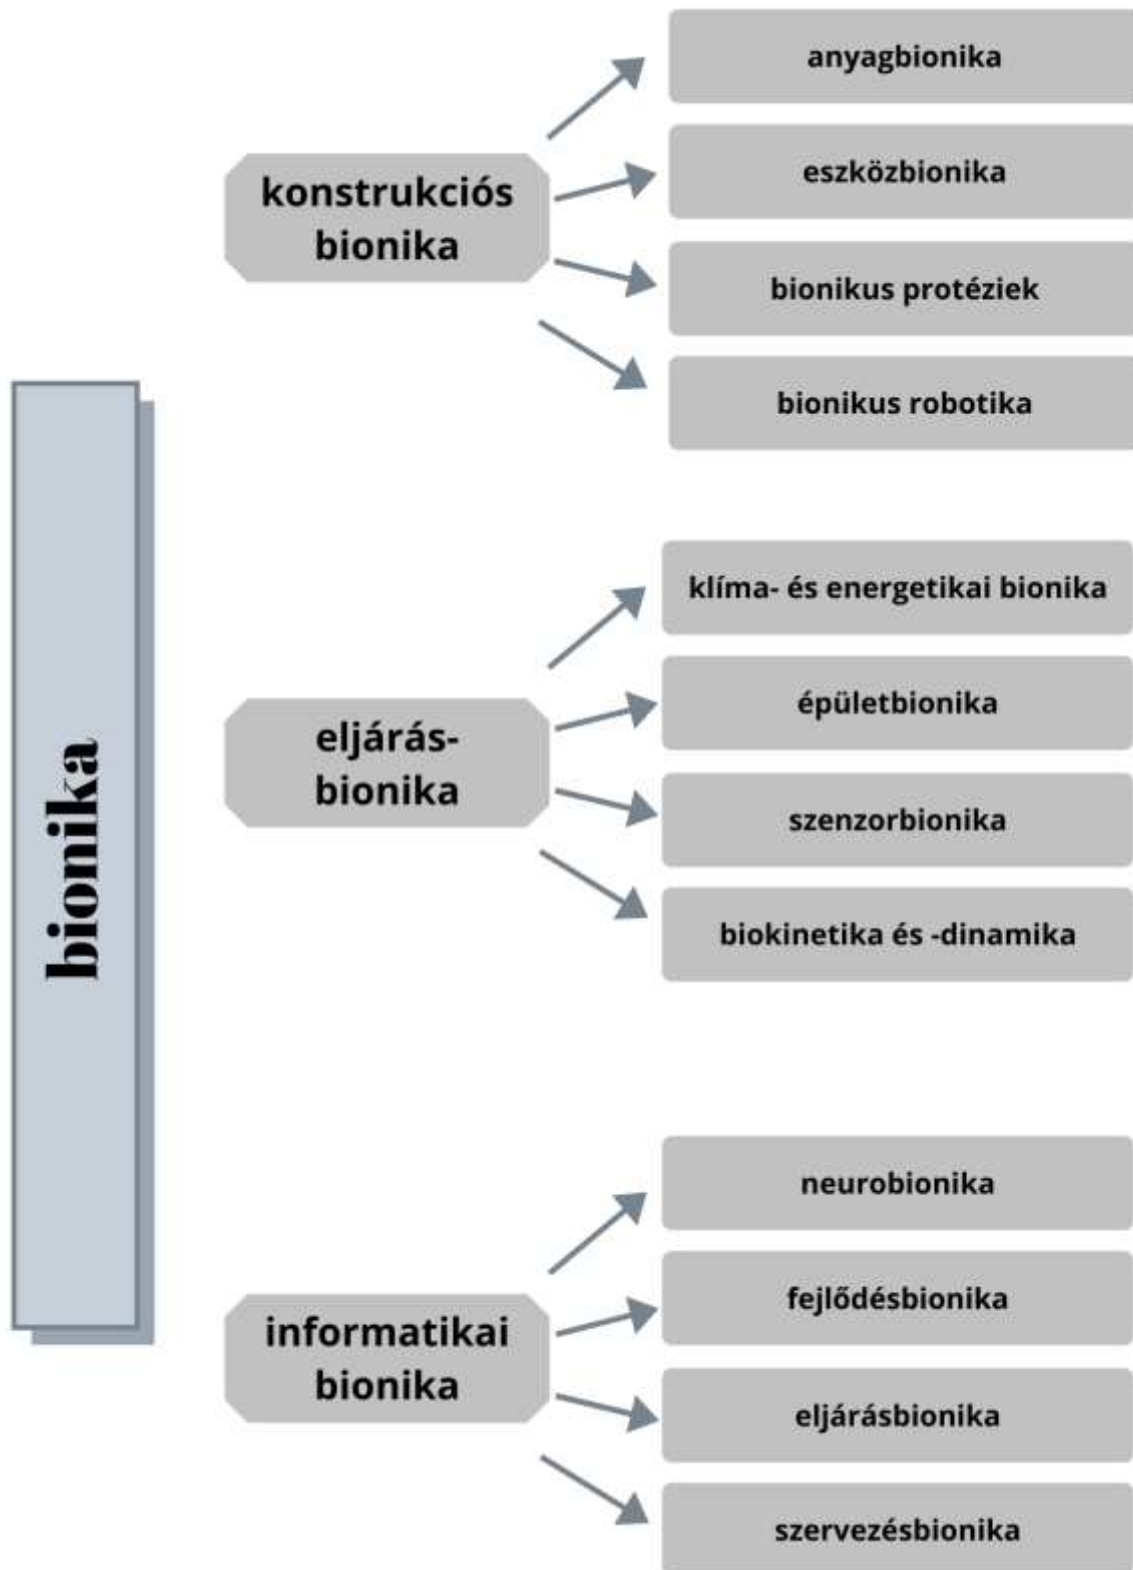 bionika
konstrukciós
bionika
anyagbionika
eszközbionika
bionikus protéziek
bionikus robotika
eljárás-
bionika
klíma- és energetikai bionika
épületbionika
szenzorbionika
biokinetika és -dinamika
informatikai
bionika
neurobionika
fejlődésbionika
eljárásbionika
szervezésbionika